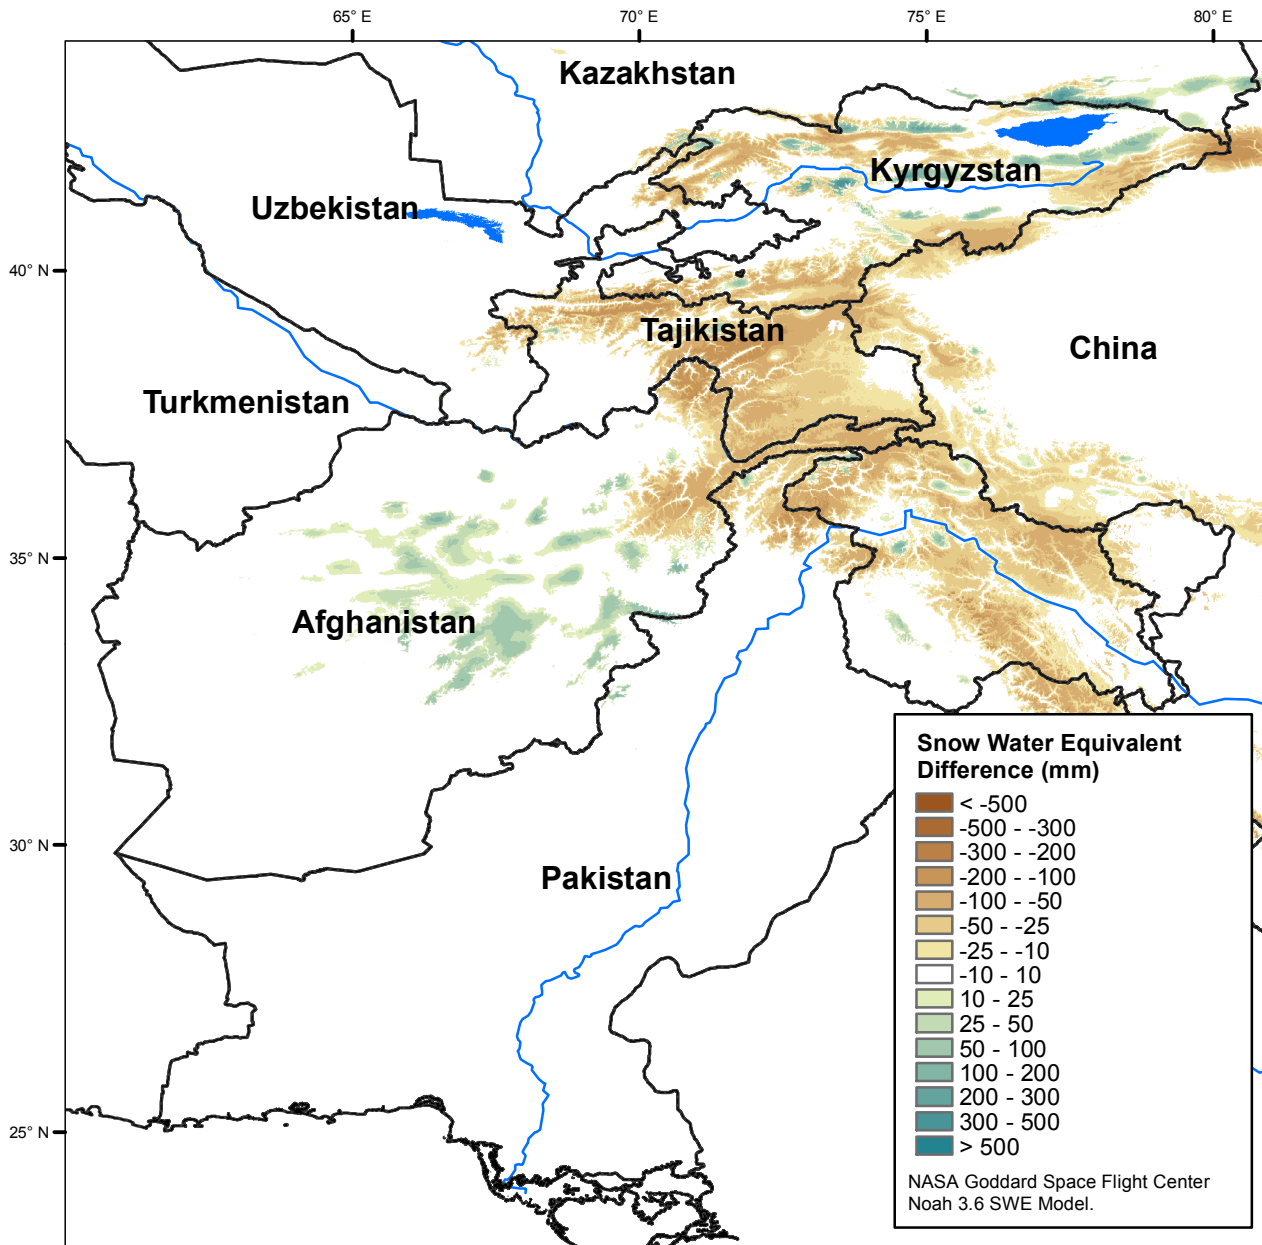 65° E
70° E
75° E
80° E
Kazakhstan
Kyrgyzstan
Uzbekistan
40° N
Tajikistan
China
Turkmenistan
35° N
Afghanistan
30° N
Pakistan
25° N
Snow Water Equivalent
Difference (mm)
< -500
-500 - -300
-300 - -200
-200 - -100
-100 - -50
-50 - -25
-25 - -10
-10 - 10
10 - 25
25 - 50
50 - 100
100 - 200
200 - 300
300 - 500
> 500
NASA Goddard Space Flight Center
Noah 3.6 SWE Model.